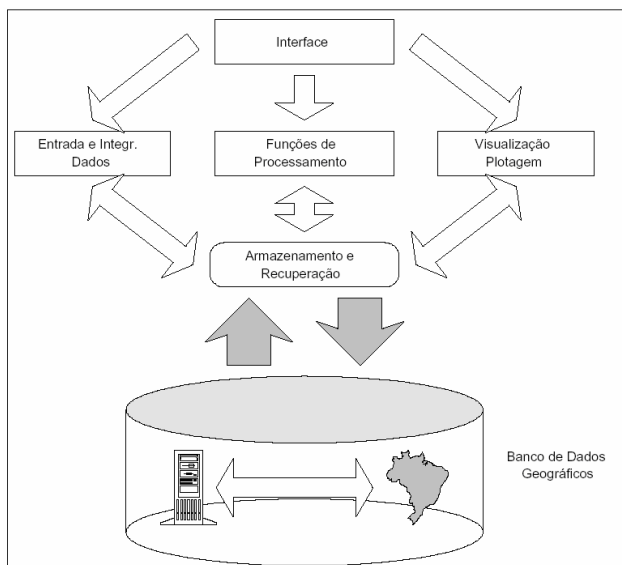 Interface
Entrada e Integr.
Dados
Funções de
Processamento
Visualização
Plotagem
Armazenamento e
Recuperação
Banco de Dados
Geográficos